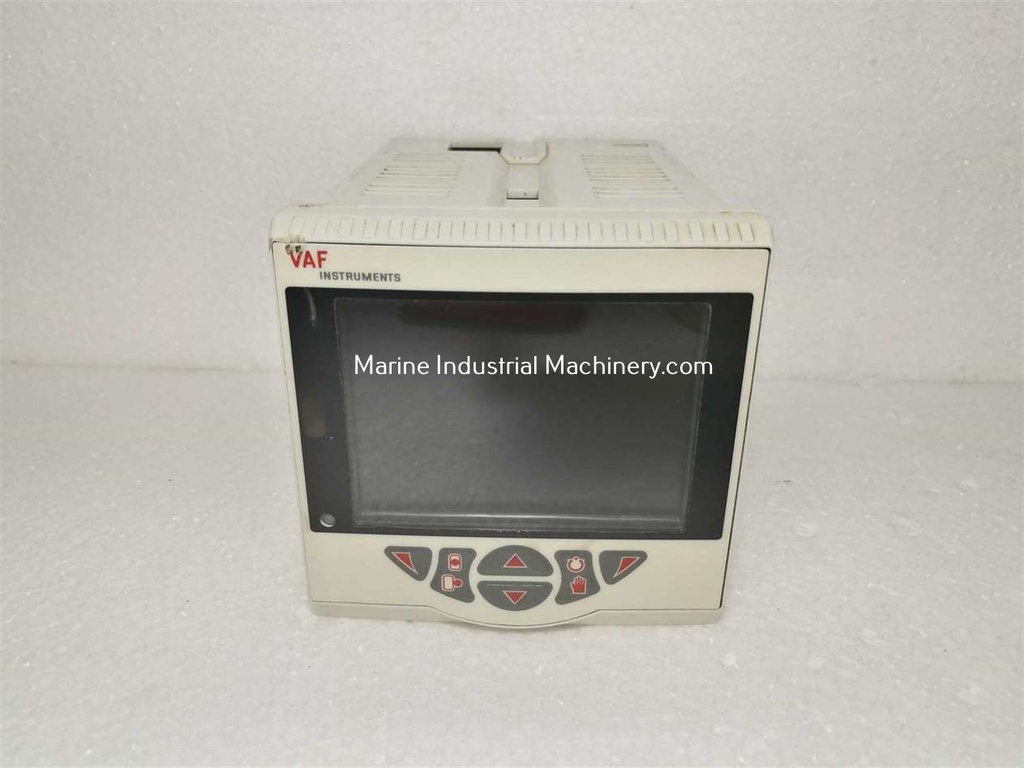 VAF
INSTRUMENTS
Marine Industrial Machinery.com